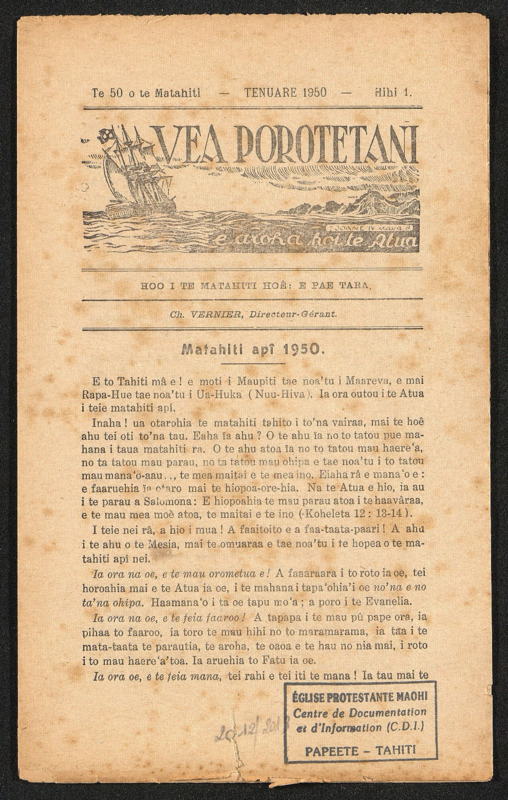 Te 50 o te Matahiti — TENUARE 1950 — Hihi 1.
VEA POROTETANI
e aroha hoi te Atua
HOO I TE MATAHITI HOÊ: E PAE TARA.
Ch. VERNIER, Directeur-Gérant.
Matahiti apî 1950.
E to Tahiti mâ e! e moti i Maupiti tae noa'tu i Maareva, e mai
Rapa-Hue tae noa'tu i Ua-Huka (Nuu-Hiva). Ia ora outou i te Atua
i teie matahiti apî.
Inaha! ua otarohia te matahiti tahito i to'na vairaa, mai te hoê
ahu tei oti to'na tau. Eaha ïa ahu? O te ahu ïa no to tatou pue ma-
hana i taua matahiti ra. O te ahu atoa ïa no to tatou mau haere'a,
no ta tatou mau parau, no ta tatou mau ohipa e tae noa'tu i to tatou
mau mana'o-aau.., te mea maitai e te mea ino. Eiaha râ e mana'o e:
e faaruehia ïa otaro mai te hiopoâ-ore-hia. Na te Atua e hio, ia au
i te parau a Salomona: E hiopoahia te mau parau atoa i te haavâraa,
e te mau mea moê atoa, te maitai e te ino (Koheleta 12: 13-14).
I teie nei râ, a hio i mua! A faaitoito e a faa-taata-paari! A ahu
i te ahu o te Mesia, mai te omuaraa e tae noa'tu i te hopea o te ma-
tahiti api nei.
Ia ora na oe, e te mau orometua e! A fanaraara i to roto ia oe, tei
horoahia mai e te Atua ia oe, i te mahana i tapa'ohia'i oe no'na e no
ta'na ohipa. Haamana'o i ta oe tapu mo'a; a poro i te Evanelia.
Ia ora na oe, e te feia faaroo! A tapapa i te mau pû pape ora, ia
pihaa to faaroo, ia toro te mau hihi no to maramarama, ia tâa i te
mata-taata te parautia, te aroha, te oaoa e te hau no nia mai, i roto
i to mau haere'a'toa. Ia aruehia to Fatu ia oe.
Ia ora oe, e te feia mana, tei rahi e tei iti te mana! Ia tau mai te
ÉGLISE PROTESTANTE MAOHI
Centre de Documentation
et d'Information (C.D.I.)
PAPEETE - TAHITI